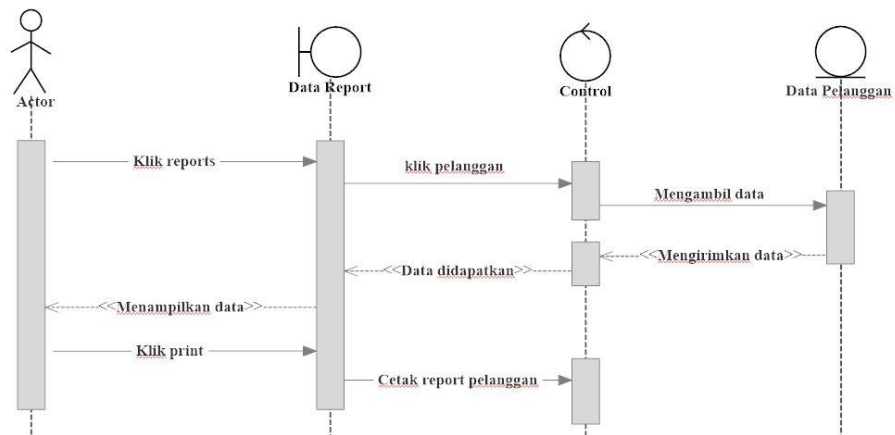 Actor
Data Report
Control
Data Pelanggan
Klik reports
klik pelanggan
Mengambil data
<<Mengirimkan data>>
<<Data didapatkan>>
<<Menampilkan data>>
Klik print
Cetak report pelanggan